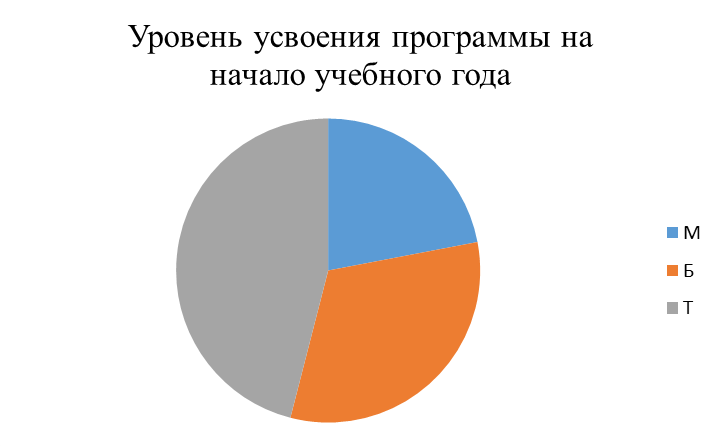 Уровень усвоения программы на
начало учебного года
М
Б
Т